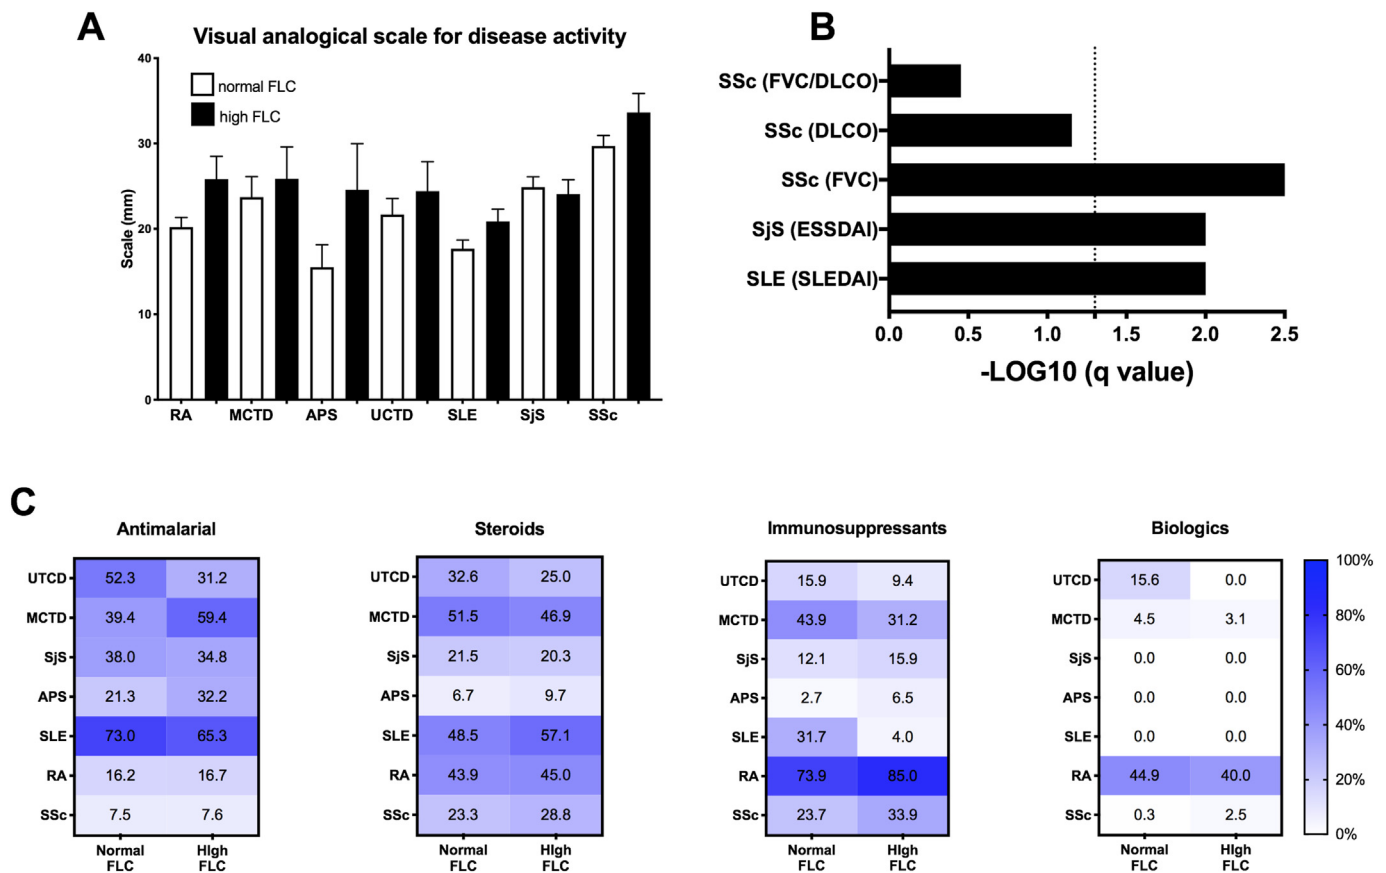 A
Visual analogical scale for disease activity
40
30
20
10
0
Scale (mm)
normal FLC
high FLC
RA MCTD APS UCTD SLE SjS SSc
B
SSc (FVC/DLCO)
SSc (DLCO)
SSc (FVC)
SjS (ESSDAI)
SLE (SLEDAI)
0.0 0.5 1.0 1.5 2.0 2.5
-LOG10 (q value)
C
Antimalarial
UTCD 52.3 31.2
MCTD 39.4 59.4
SjS 38.0 34.8
APS 21.3 32.2
SLE 73.0 65.3
RA 16.2 16.7
SSc 7.5 7.6
Normal HIgh
FLC FLC
Steroids
UTCD 32.6 25.0
MCTD 51.5 46.9
SjS 21.5 20.3
APS 6.7 9.7
SLE 48.5 57.1
RA 43.9 45.0
SSc 23.3 28.8
Normal HIgh
FLC FLC
Immunosuppressants
UTCD 15.9 9.4
MCTD 43.9 31.2
SjS 12.1 15.9
APS 2.7 6.5
SLE 31.7 4.0
RA 73.9 85.0
SSc 23.7 33.9
Normal HIgh
FLC FLC
Biologics
UTCD 15.6 0.0
MCTD 4.5 3.1
SjS 0.0 0.0
APS 0.0 0.0
SLE 0.0 0.0
RA 44.9 40.0
SSc 0.3 2.5
Normal HIgh
FLC FLC
100%
80%
60%
40%
20%
0%